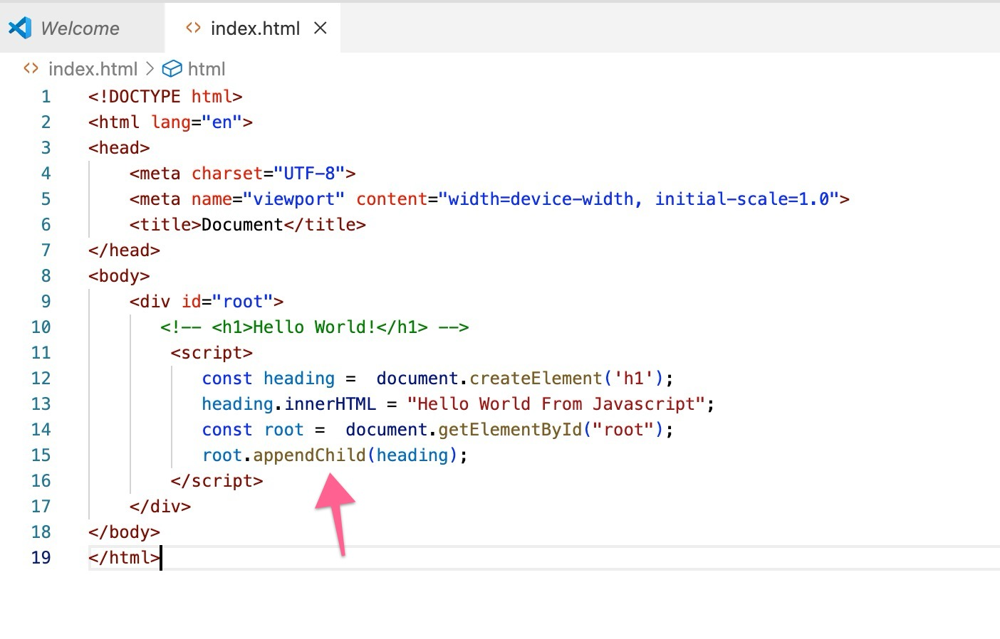 Welcome
<> index.html ×
<> index.html > html
1 <!DOCTYPE html>
2 <html lang="en">
3 <head>
4     <meta charset="UTF-8">
5     <meta name="viewport" content="width=device-width, initial-scale=1.0">
6     <title>Document</title>
7 </head>
8 <body>
9     <div id="root">
10        <!-- <h1>Hello World!</h1> -->
11         <script>
12            const heading =  document.createElement('h1');
13            heading.innerHTML = "Hello World From Javascript";
14            const root =  document.getElementById("root");
15            root.appendChild(heading);
16         </script>
17     </div>
18 </body>
19 </html>